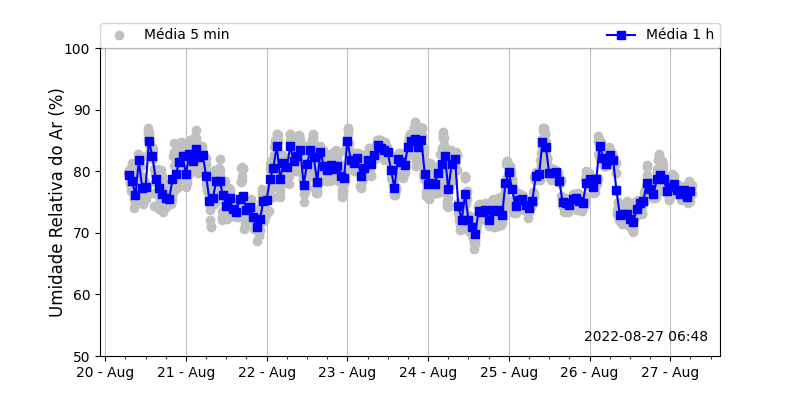 Média 5 min
Média 1 h
Umidade Relativa do Ar (%)
100
90
80
70
60
50
2022-08-27 06:48
20 - Aug
21 - Aug
22 - Aug
23 - Aug
24 - Aug
25 - Aug
26 - Aug
27 - Aug